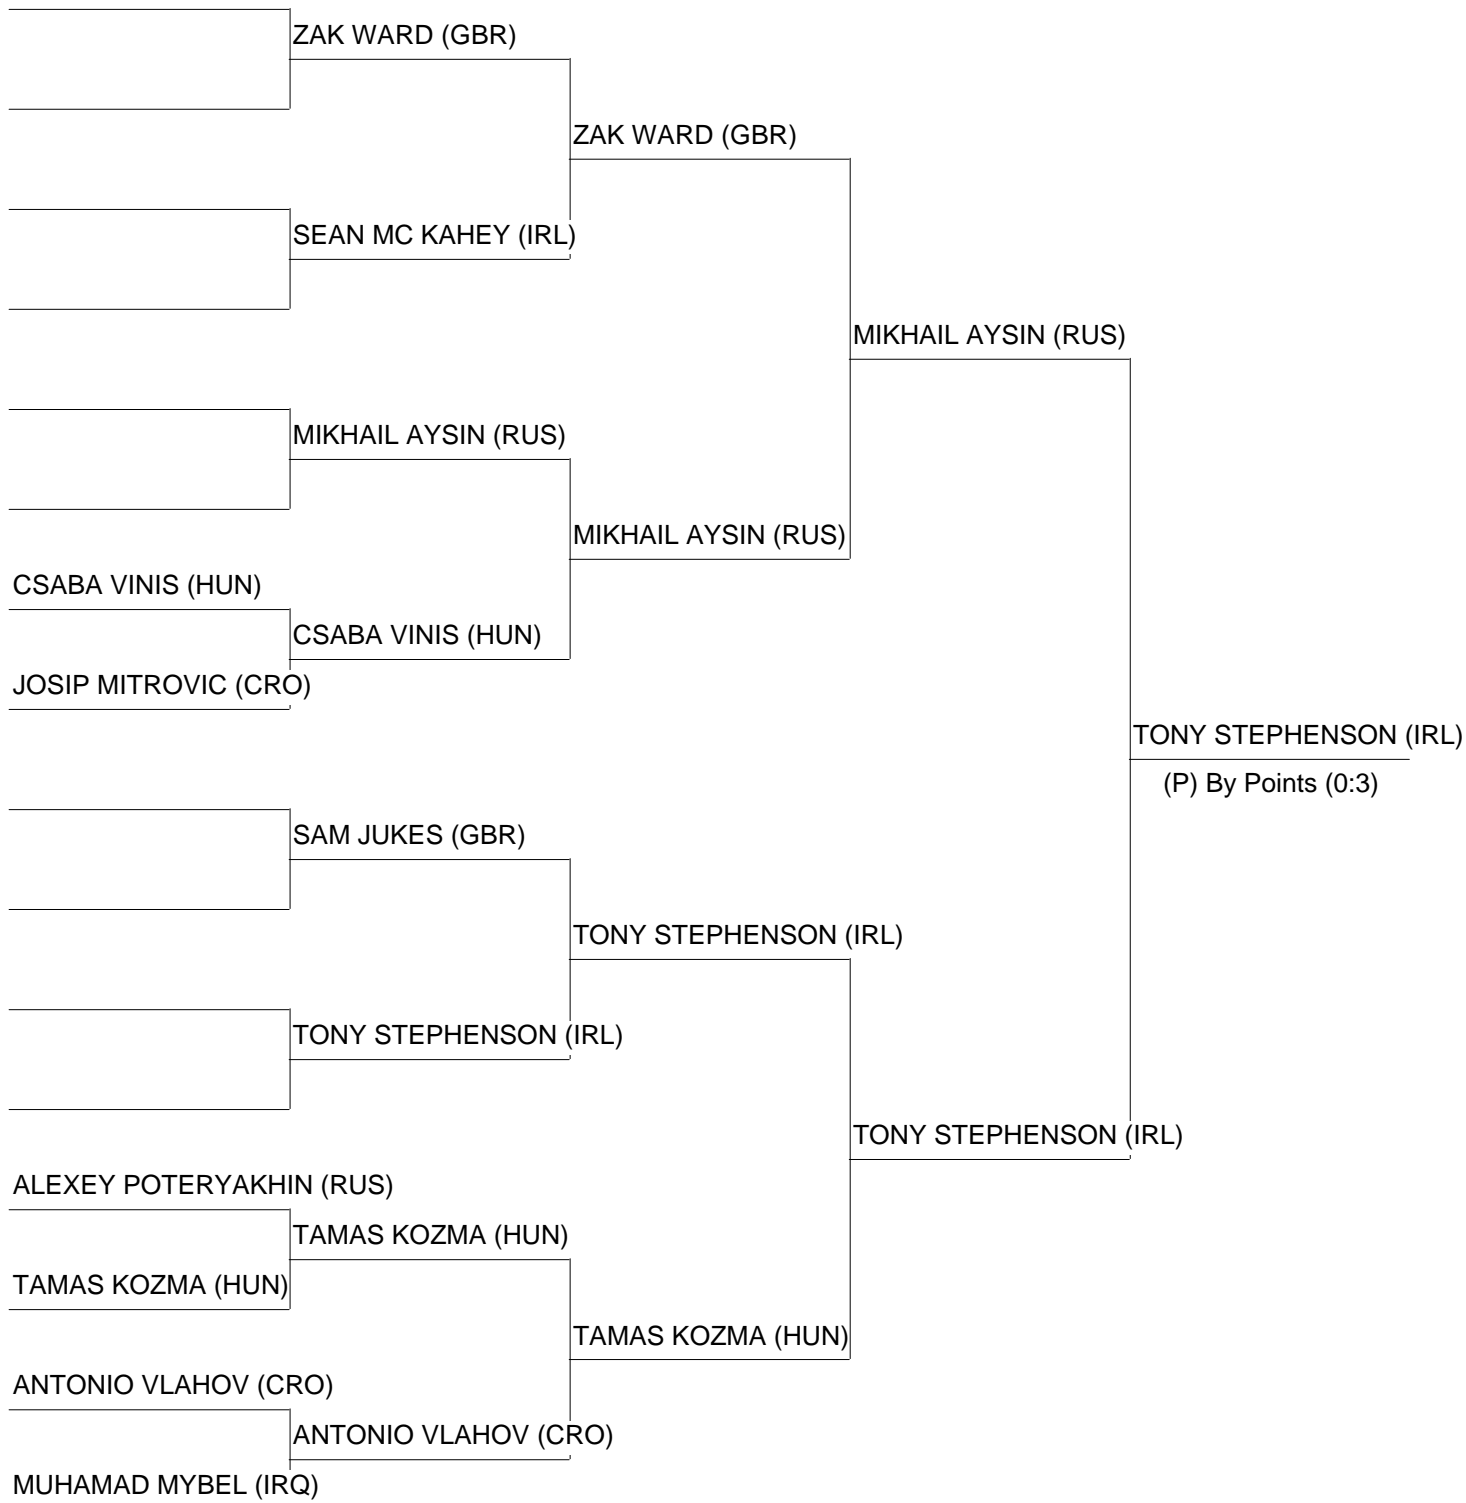 ZAK WARD (GBR)
ZAK WARD (GBR)
SEAN MC KAHEY (IRL)
MIKHAIL AYSIN (RUS)
MIKHAIL AYSIN (RUS)
MIKHAIL AYSIN (RUS)
CSABA VINIS (HUN)
CSABA VINIS (HUN)
JOSIP MITROVIC (CRO)
TONY STEPHENSON (IRL)
(P) By Points (0:3)
SAM JUKES (GBR)
TONY STEPHENSON (IRL)
TONY STEPHENSON (IRL)
TONY STEPHENSON (IRL)
ALEXEY POTERYAKHIN (RUS)
TAMAS KOZMA (HUN)
TAMAS KOZMA (HUN)
TAMAS KOZMA (HUN)
ANTONIO VLAHOV (CRO)
ANTONIO VLAHOV (CRO)
MUHAMAD MYBEL (IRQ)